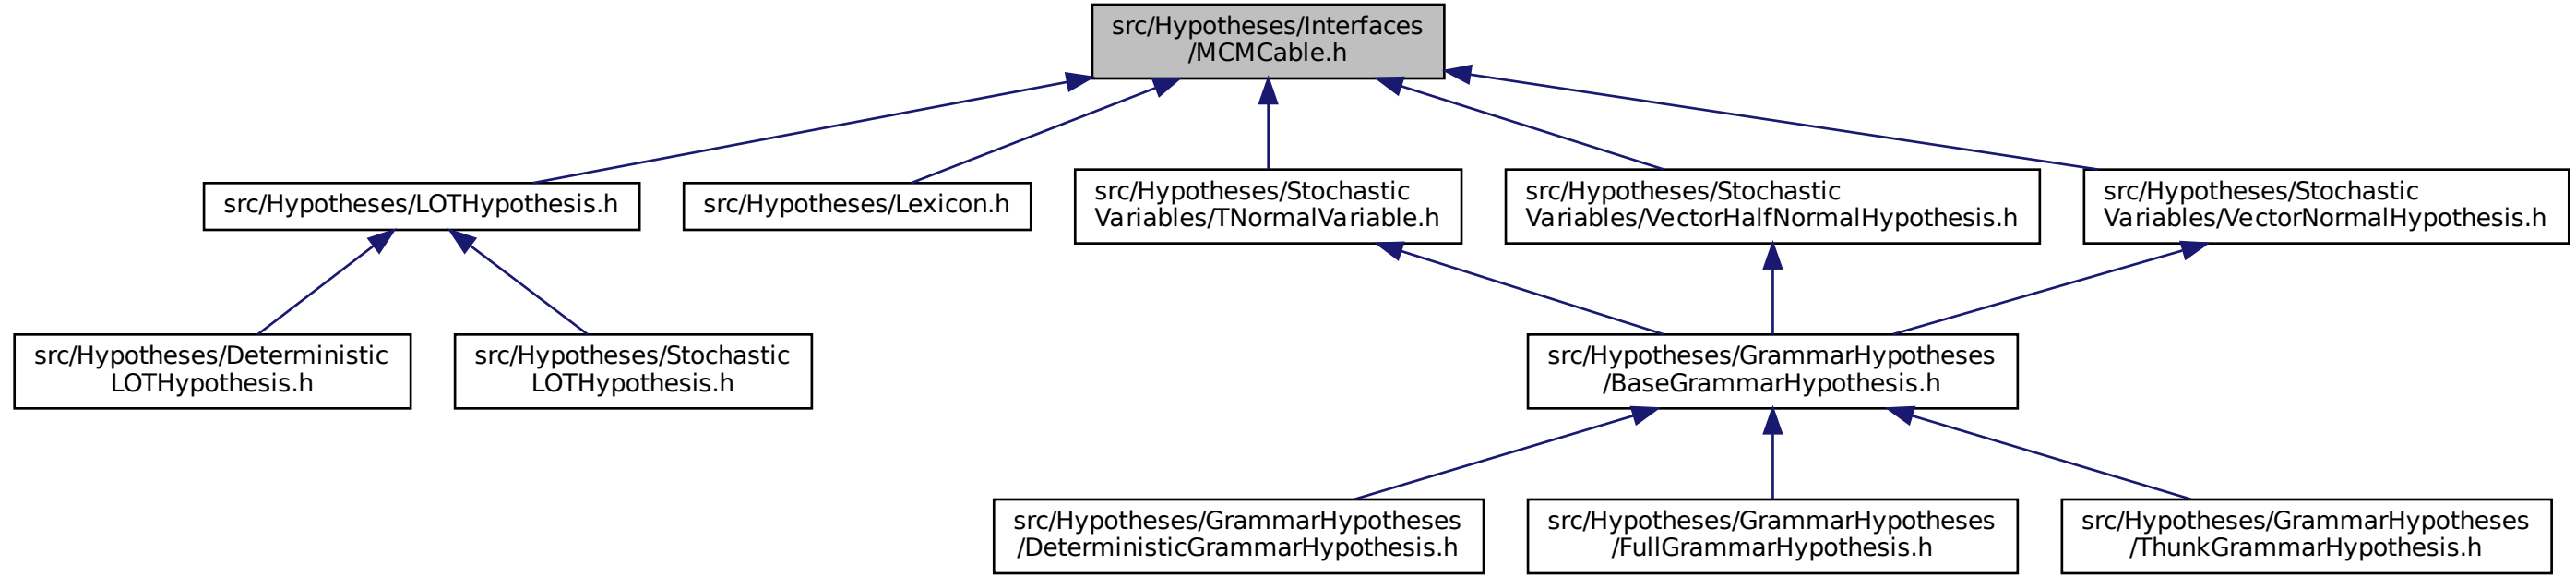 src/Hypotheses/Interfaces
/MCMCable.h
src/Hypotheses/LOTHypothesis.h
src/Hypotheses/Lexicon.h
src/Hypotheses/Stochastic
Variables/TNormalVariable.h
src/Hypotheses/Stochastic
Variables/VectorHalfNormalHypothesis.h
src/Hypotheses/Stochastic
Variables/VectorNormalHypothesis.h
src/Hypotheses/Deterministic
LOTHypothesis.h
src/Hypotheses/Stochastic
LOTHypothesis.h
src/Hypotheses/GrammarHypotheses
/BaseGrammarHypothesis.h
src/Hypotheses/GrammarHypotheses
/DeterministicGrammarHypothesis.h
src/Hypotheses/GrammarHypotheses
/FullGrammarHypothesis.h
src/Hypotheses/GrammarHypotheses
/ThunkGrammarHypothesis.h